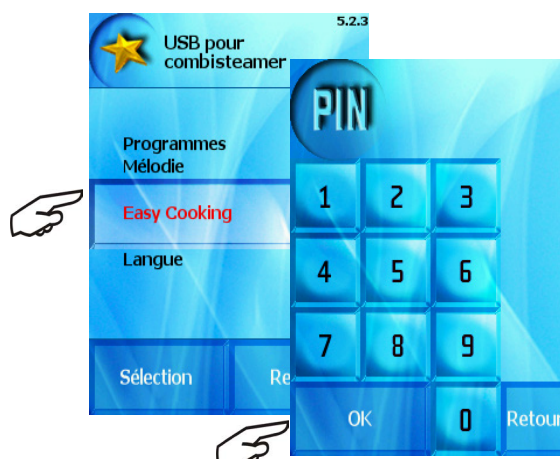 5.2.3
USB pour
combisteamer
Programmes
Mélodie
Easy Cooking
Langue
Sélection
Re
PIN
1 2 3
4 5 6
7 8 9
OK 0 Retour